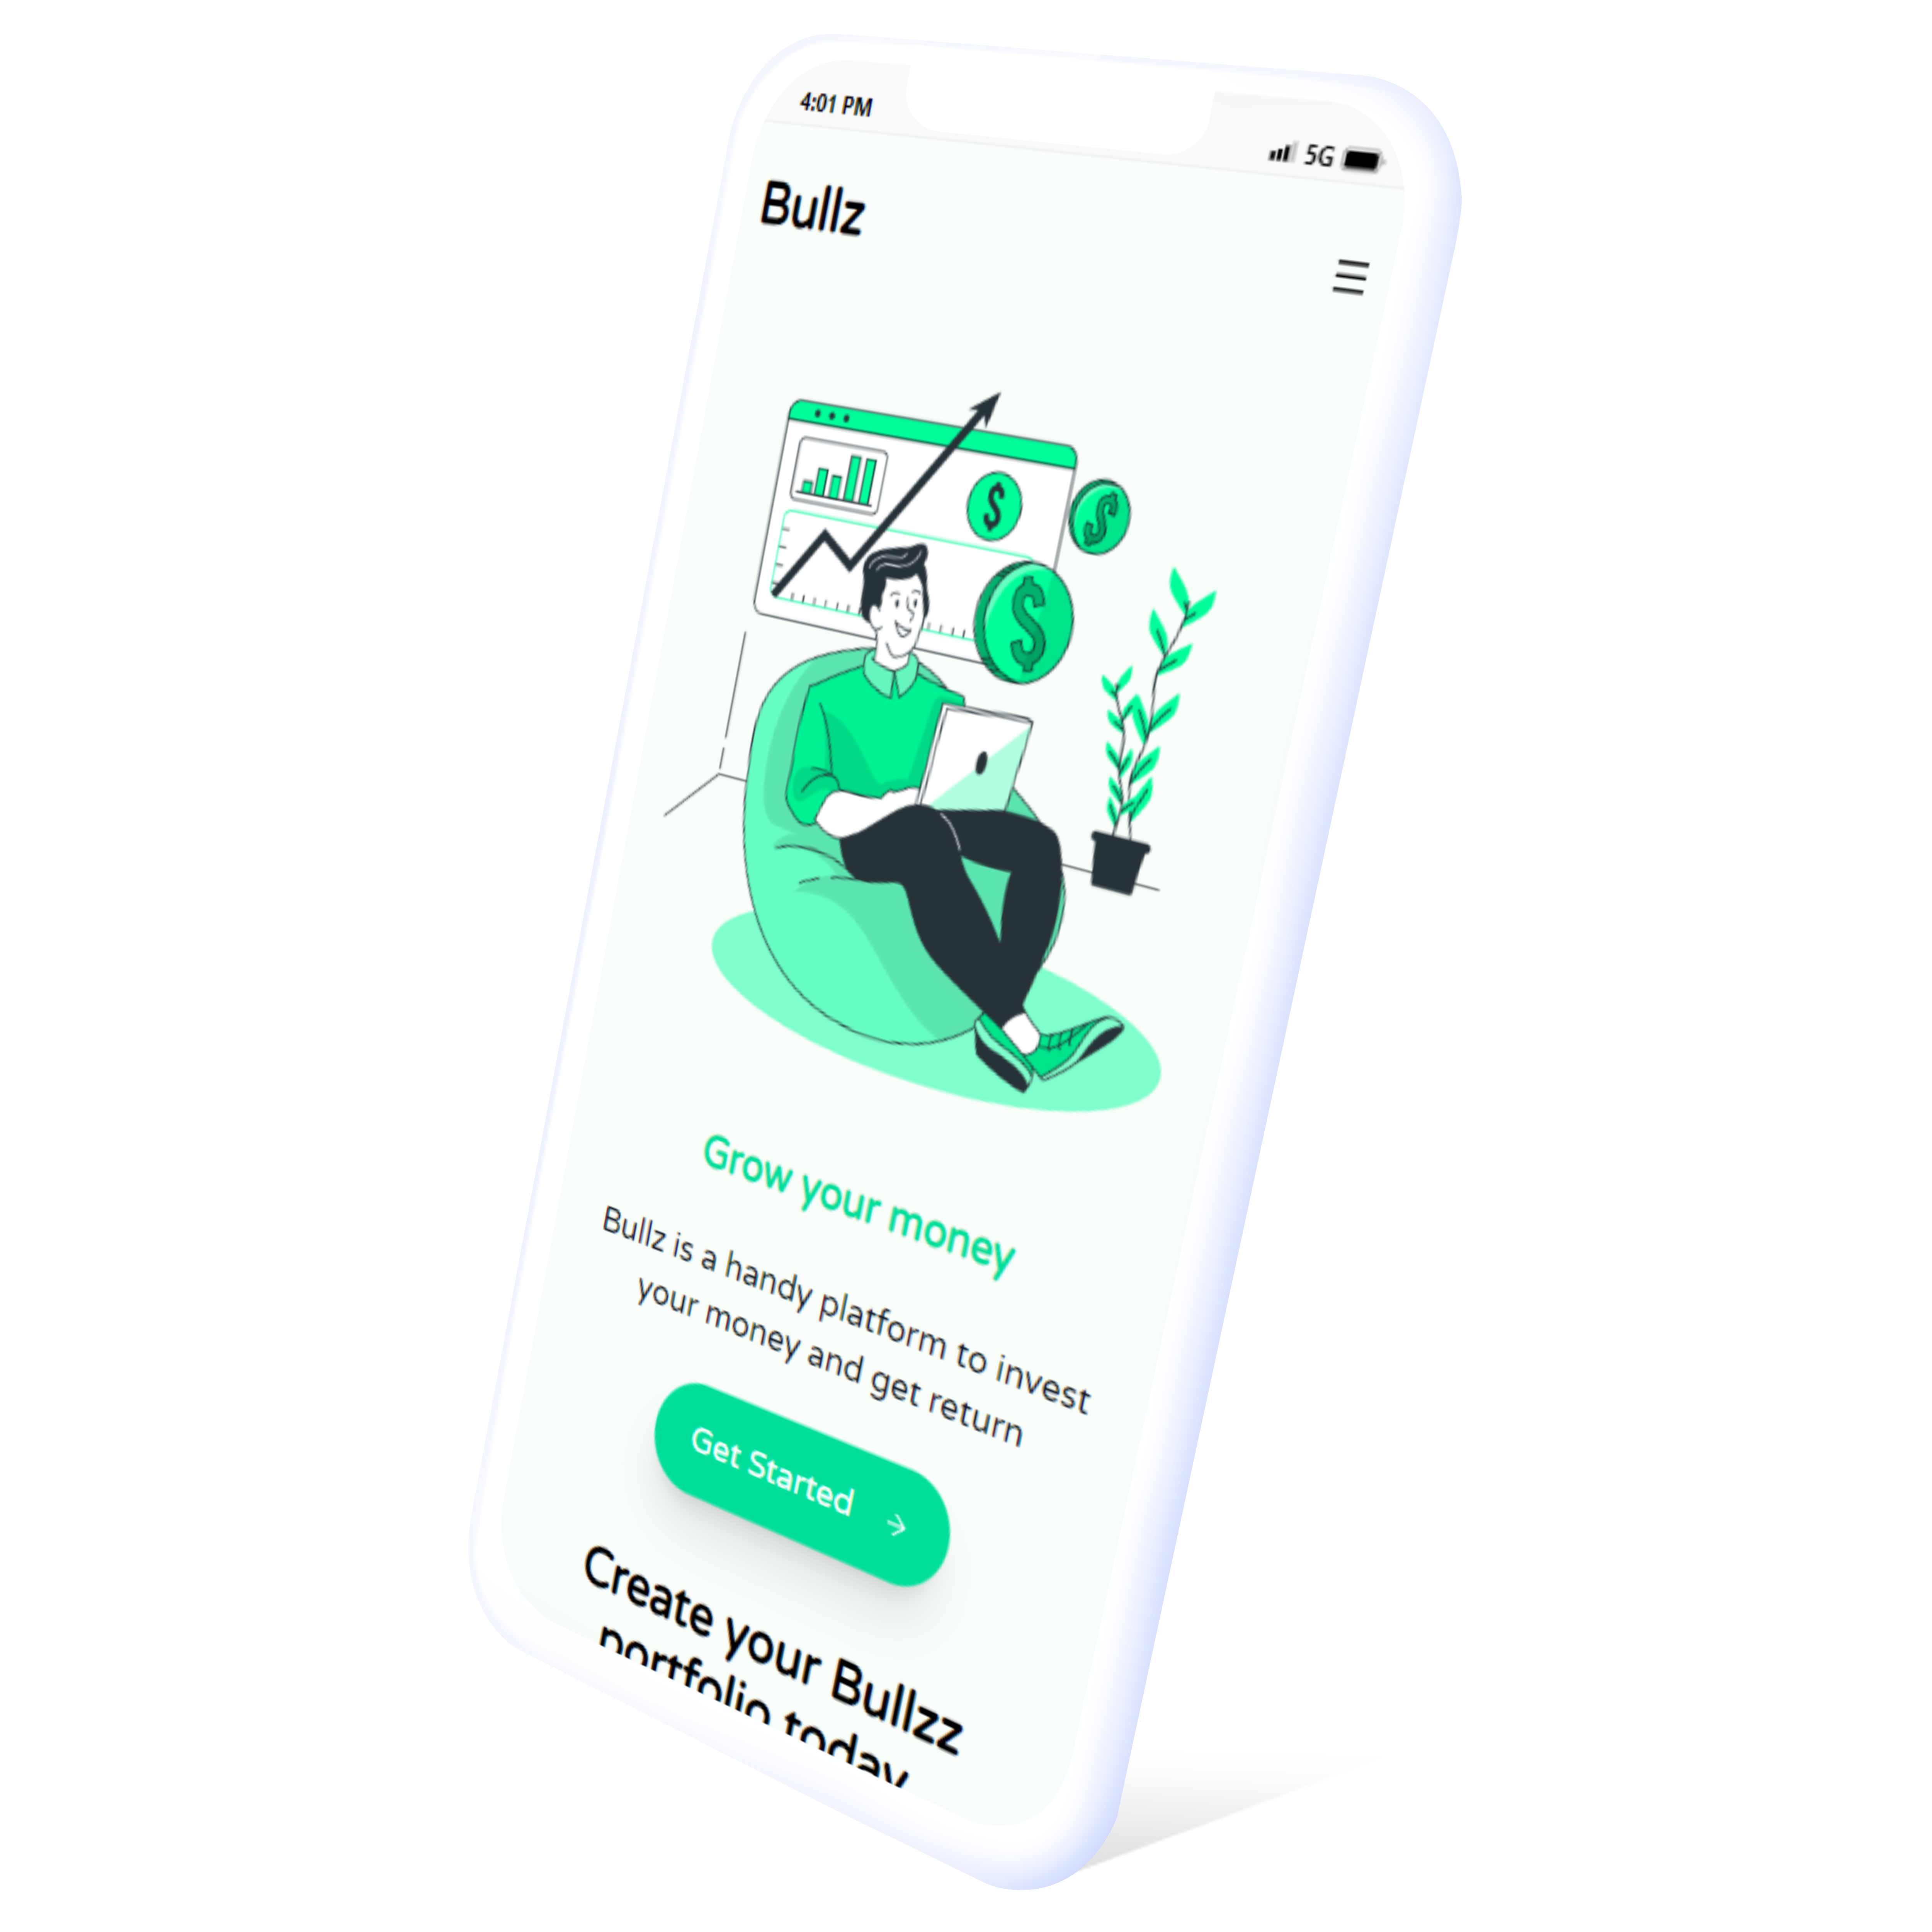 4:01 PM
5G
Bullz
$
$
$
Grow your money
Bullz is a handy platform to invest
your money and get return
Get Started
Create your Bullzz
portfolio today